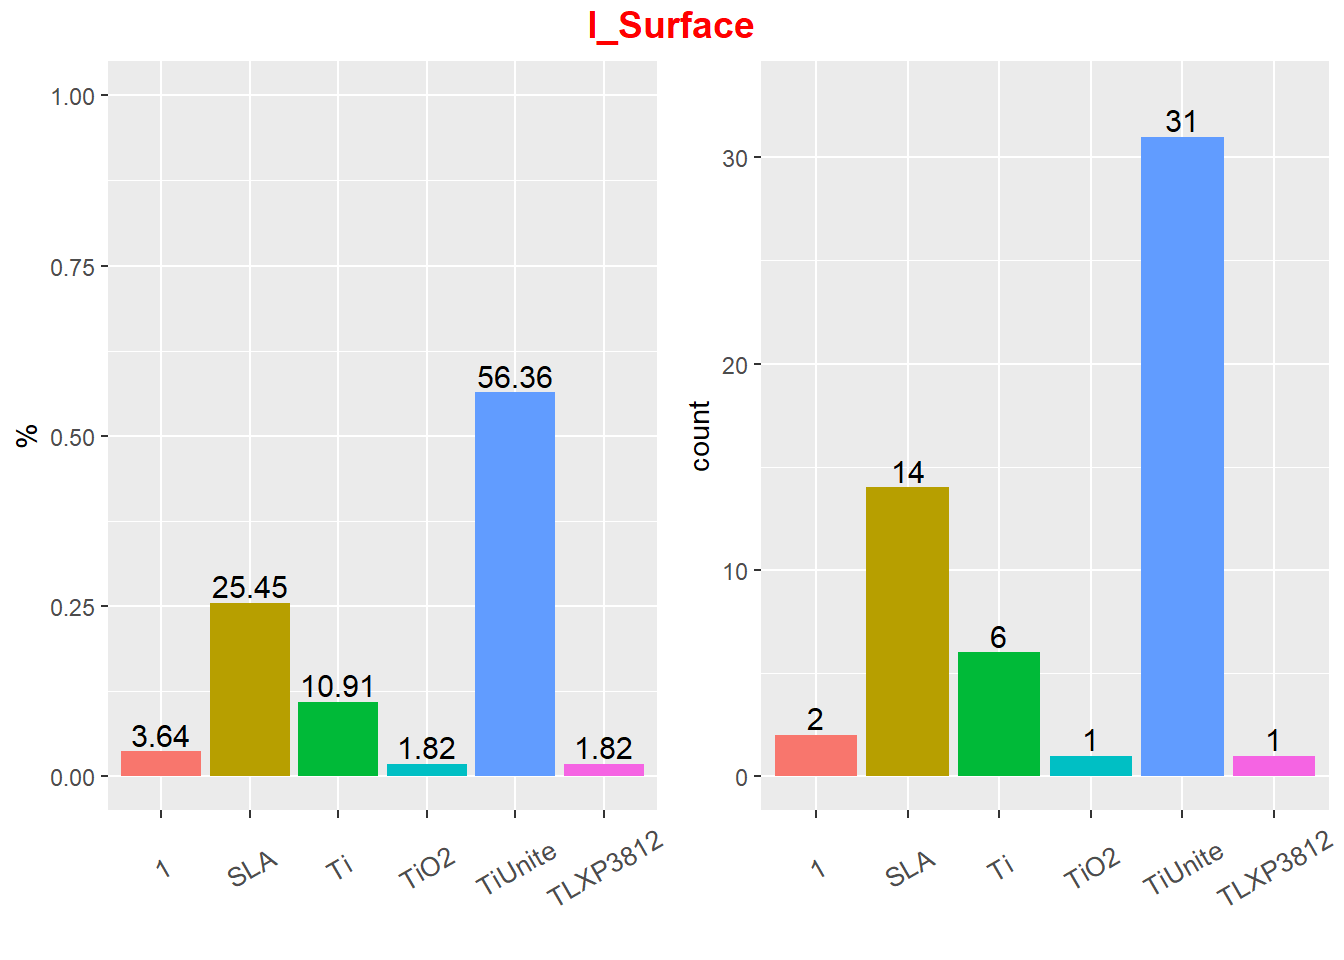 I_Surface
%
1.00
0.75
0.50
0.25
0.00
3.64
25.45
10.91
1.82
56.36
1.82
1
SLA
Ti
TiO2
TiUnite
TLXP3812
count
30
20
10
0
2
14
6
1
31
1
1
SLA
Ti
TiO2
TiUnite
TLXP3812